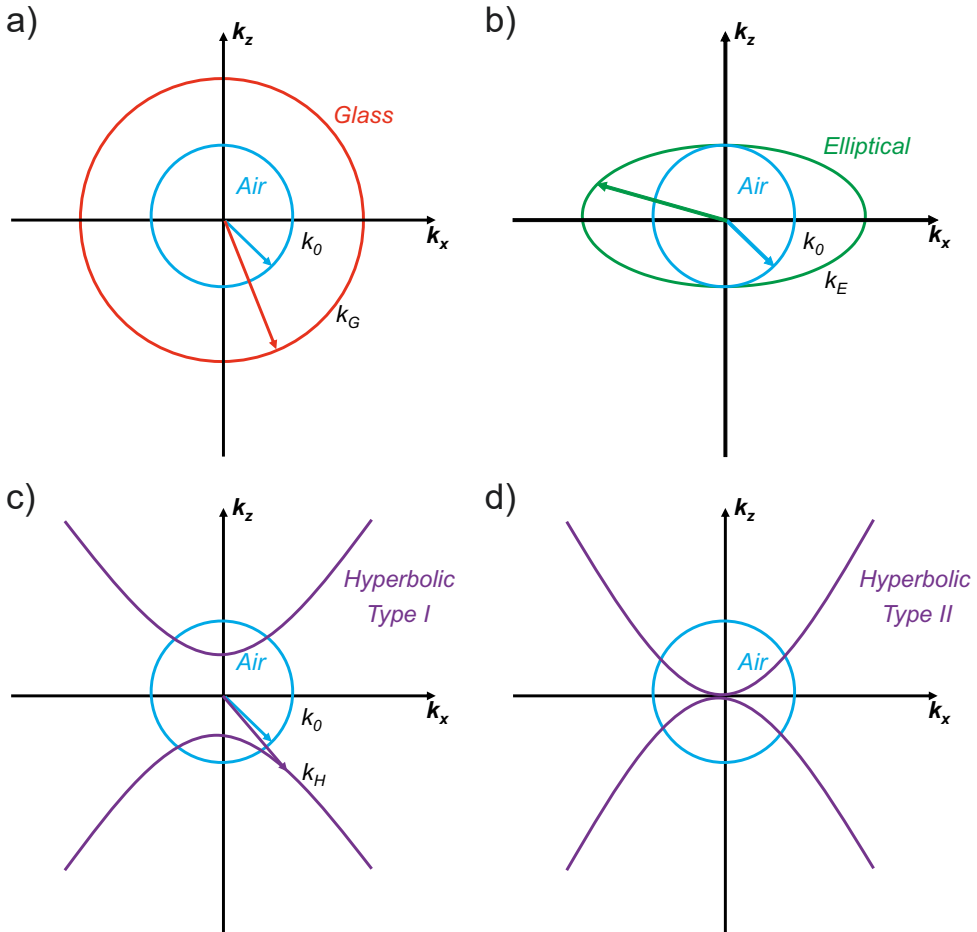 a)
k_z
Glass
Air
k_0
k_x
k_G
b)
k_z
Elliptical
Air
k_0
k_x
k_E
c)
k_z
Hyperbolic
Type I
Air
k_0
k_x
k_H
d)
k_z
Hyperbolic
Type II
Air
k_x